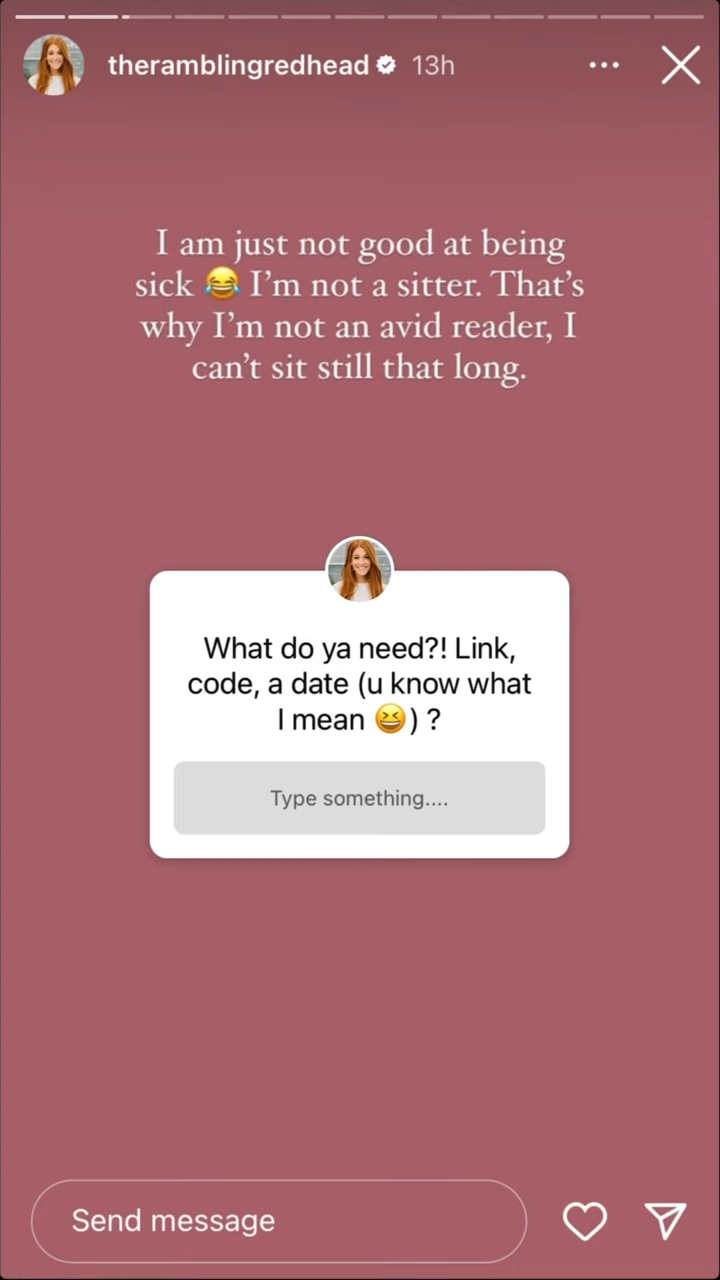 theramblingredhead 13h
I am just not good at being
sick 😂 I'm not a sitter. That's
why I'm not an avid reader, I
can't sit still that long.
What do ya need?! Link,
code, a date (u know what
I mean 😆) ?
Type something....
Send message